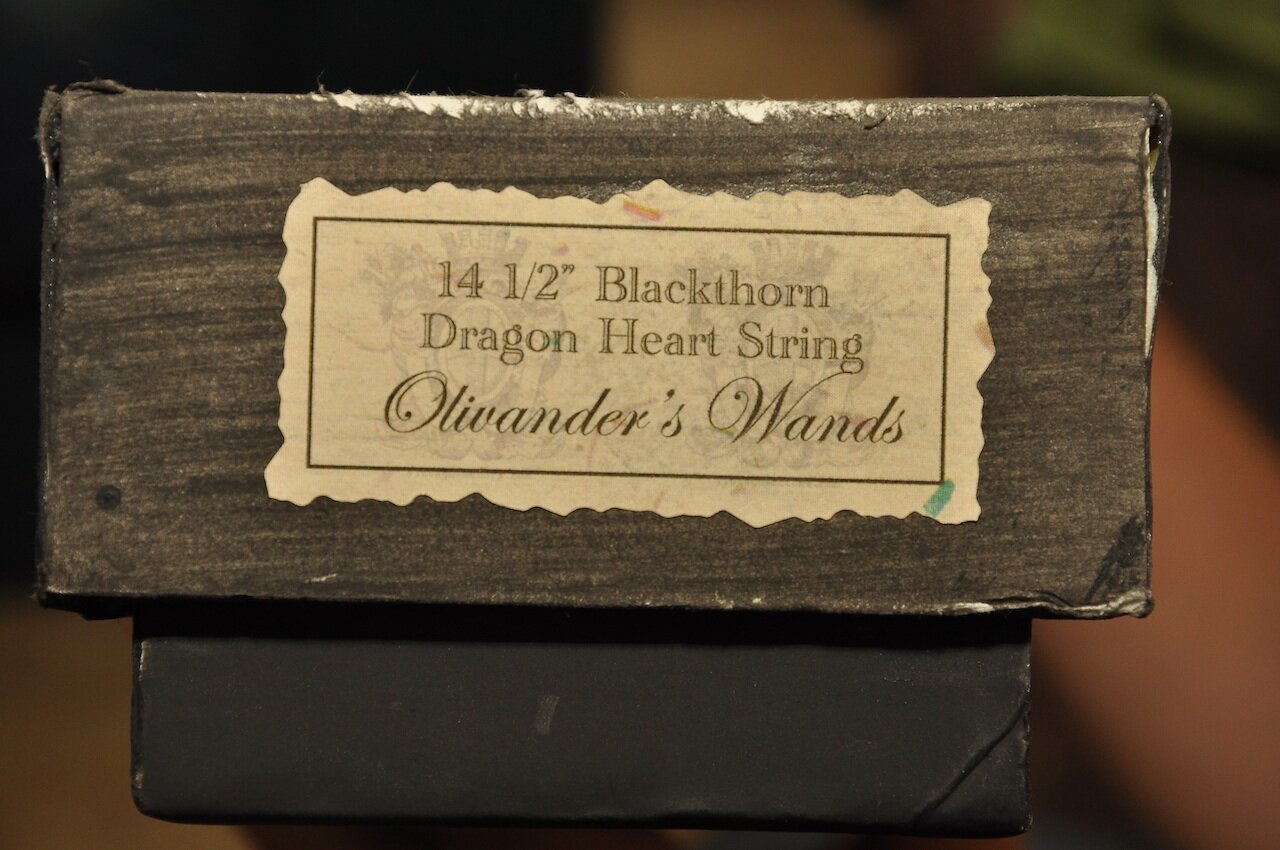 14 1/2” Blackthorn
Dragon Heart String
Olivander's Wands